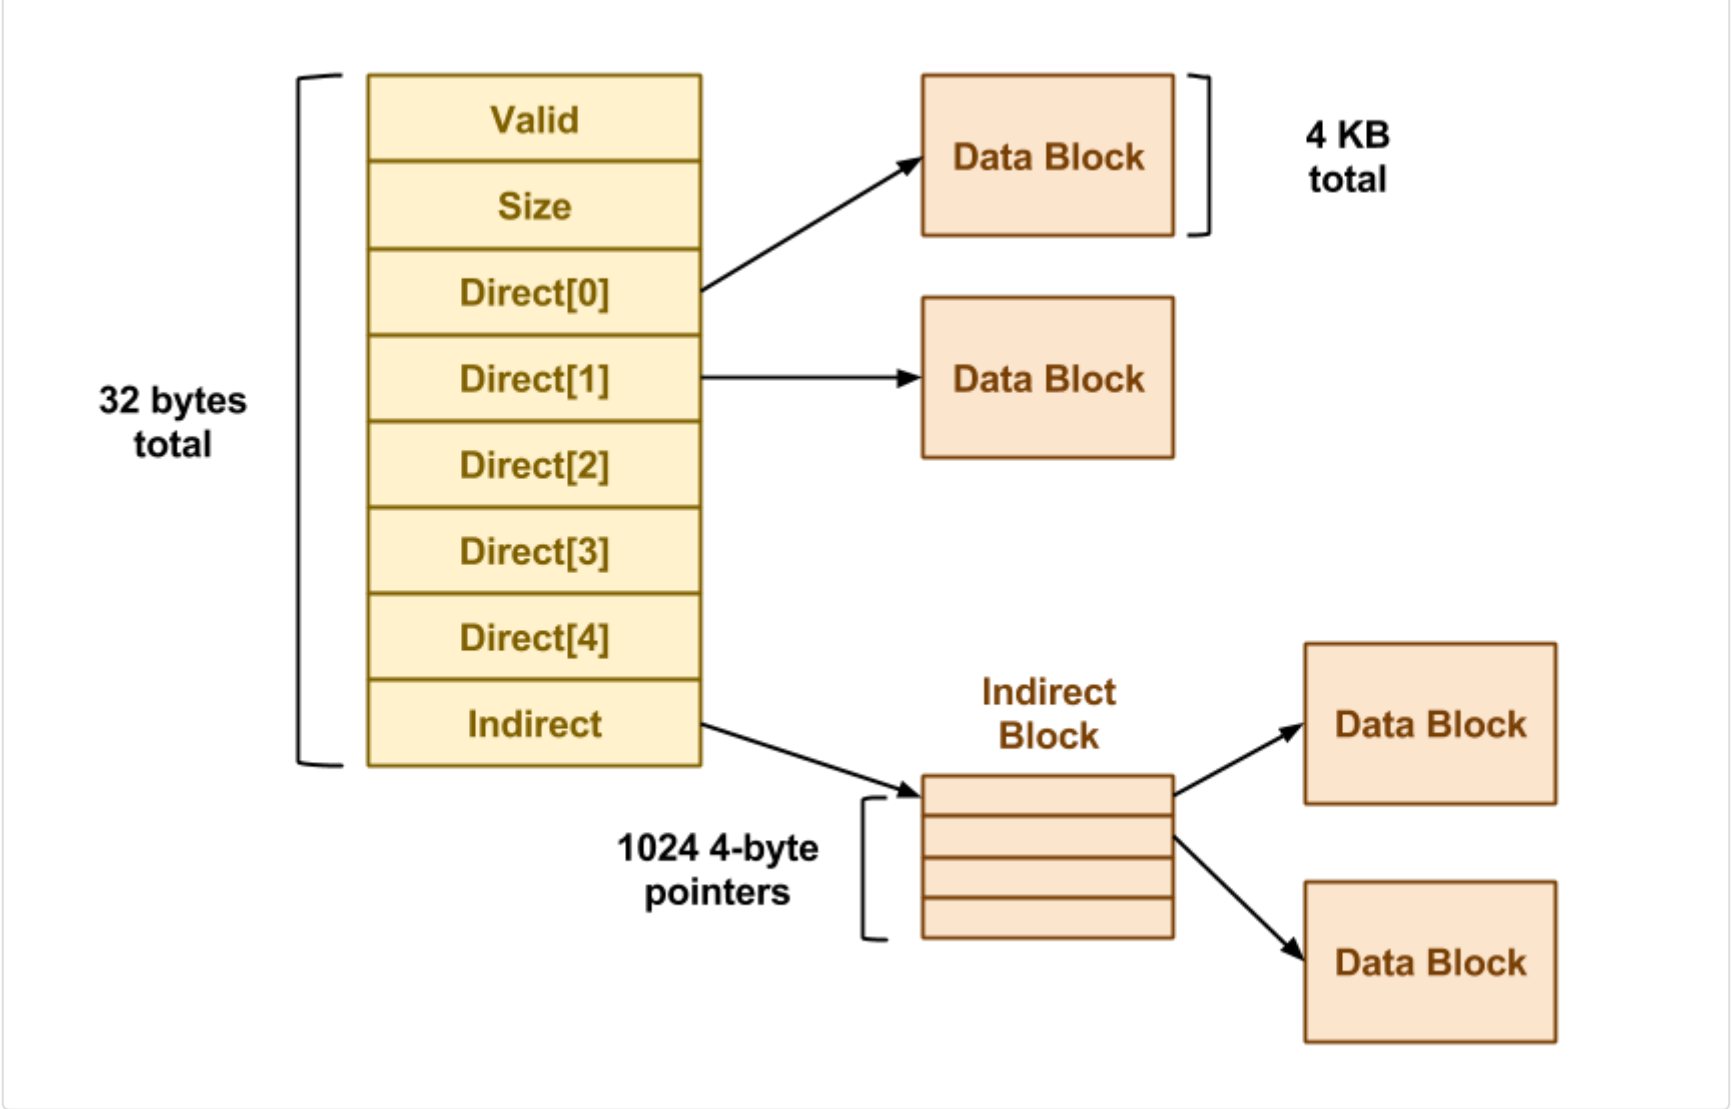 32 bytes
total
Valid
Size
Direct[0]
Direct[1]
Direct[2]
Direct[3]
Direct[4]
Indirect
Data Block
4 KB
total
Data Block
Indirect
Block
1024 4-byte
pointers
Data Block
Data Block